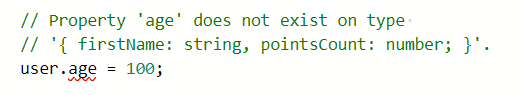 // Property 'age' does not exist on type
// '{ firstName: string, pointsCount: number; }'.
user.age = 100;